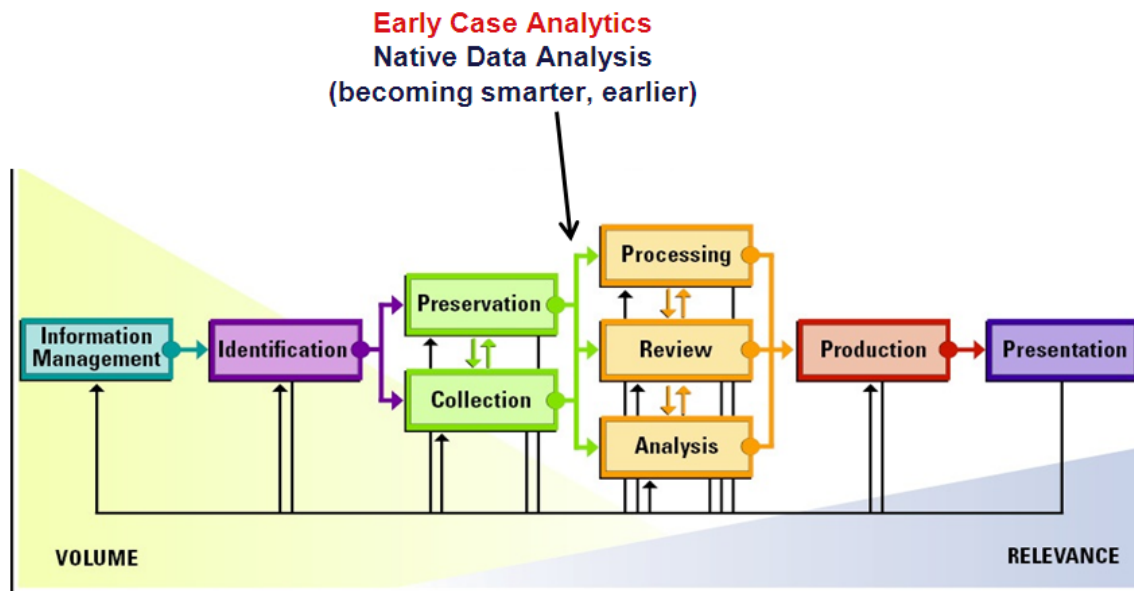 Early Case Analytics
Native Data Analysis
(becoming smarter, earlier)
Information
Management
Identification
Preservation
Collection
Processing
Review
Analysis
Production
Presentation
VOLUME
RELEVANCE